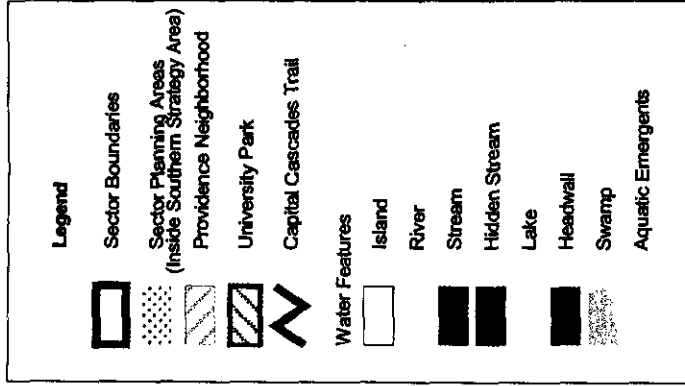 Legend
Sector Boundaries
Sector Planning Areas
(Inside Southern Strategy Area)
Providence Neighborhood
University Park
Capital Cascades Trail
Water Features
Island
River
Stream
Hidden Stream
Lake
Headwall
Swamp
Aquatic Emergents